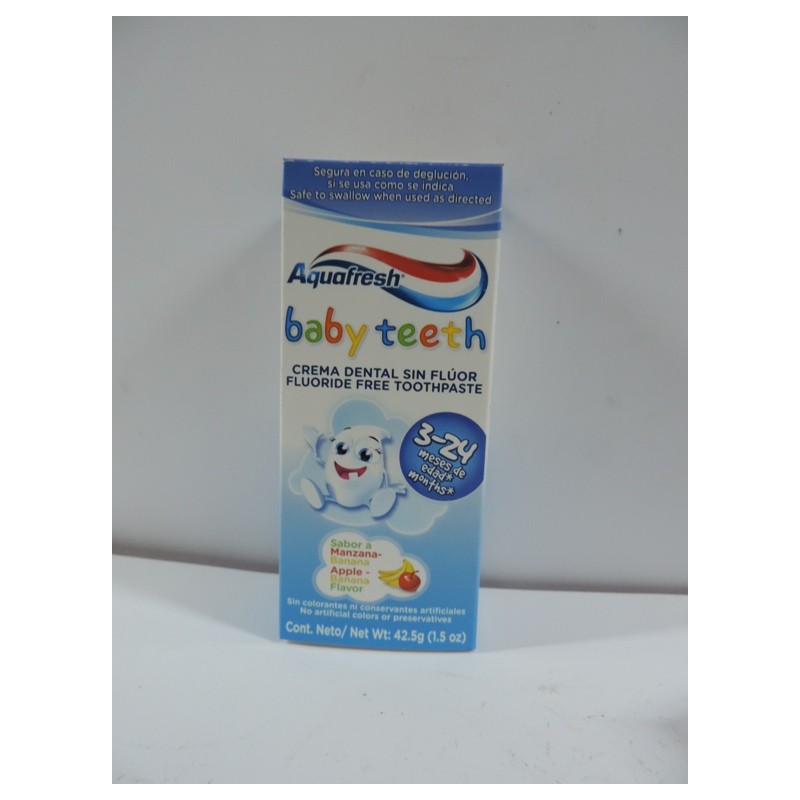 Segura en caso de deglución,
si se usa como se indica
Safe to swallow when used as directed
Aquafresh®
baby teeth
CREMA DENTAL SIN FLÚOR
FLUORIDE FREE TOOTHPASTE
3-24
meses de
edad*
months*
Sabor a
Manzana-
Banana
Apple -
Banana
Flavor
Sin colorantes ni conservantes artificiales
No artificial colors or preservatives
Cont. Neto/ Net Wt: 42.5g (1.5 oz)